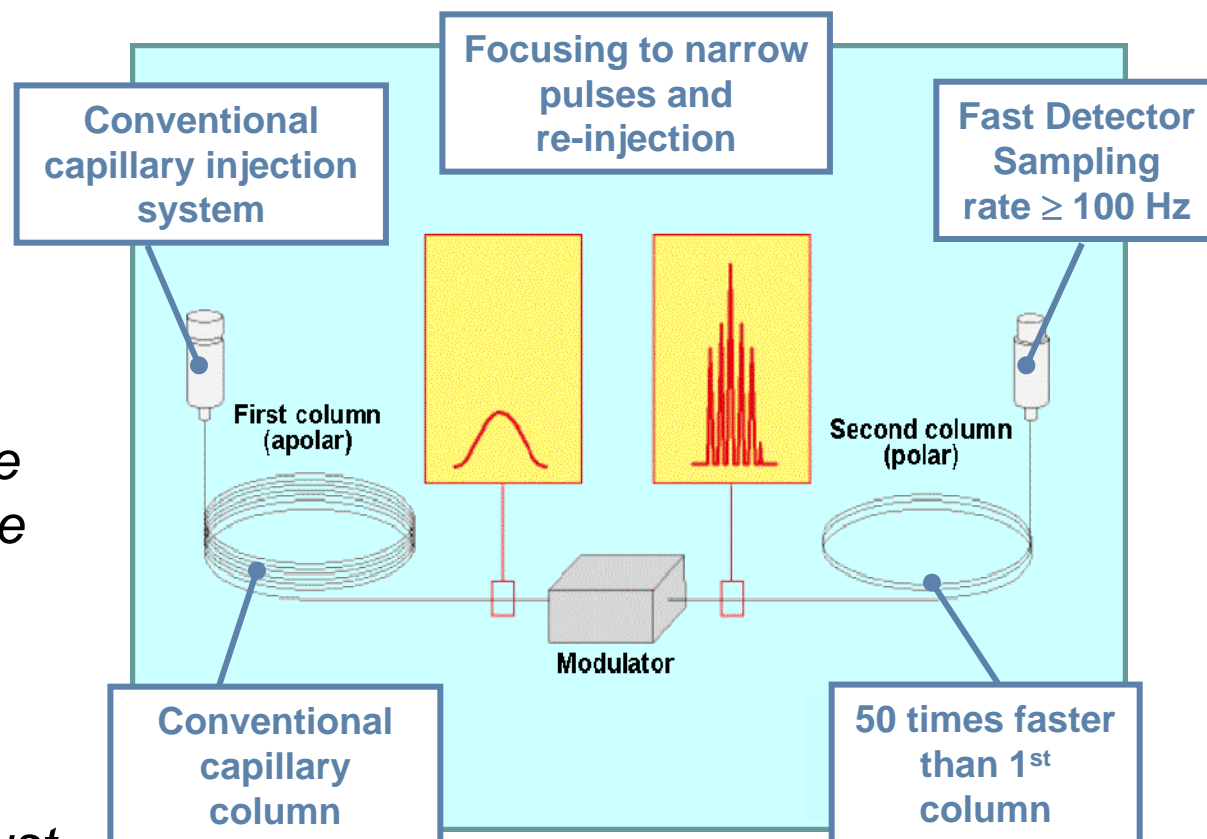 Focusing to narrow
pulses and
re-injection
Conventional
capillary injection
system
Fast Detector
Sampling
rate ≥ 100 Hz
First column
(apolar)
Second column
(polar)
Modulator
Conventional
capillary
column
50 times faster
than 1st
column
e
e